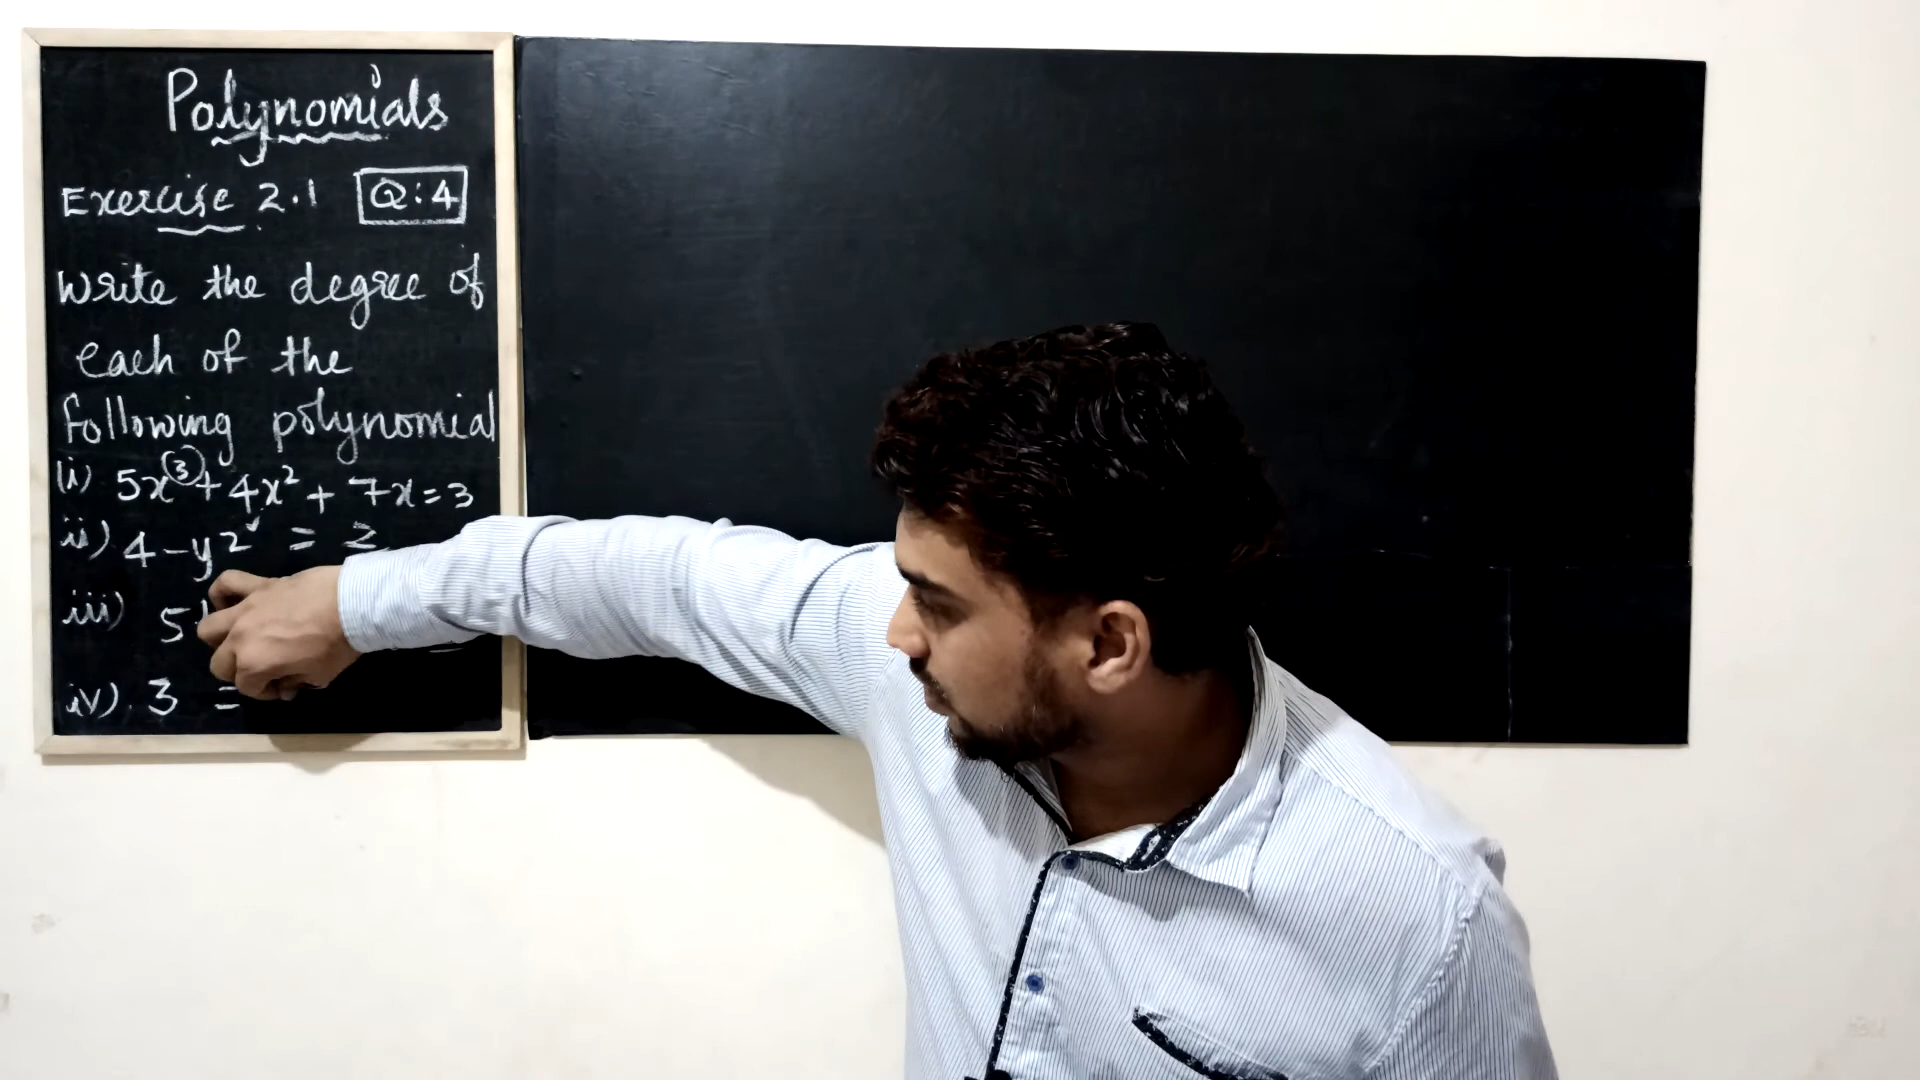 Polynomials
Exercise 2.1 Q:4
Write the degree of
each of the
following polynomial
(i) 5x³+ 4x² + 7x=3
ii) 4-y² = 2
iii) 5
iv). 3 =